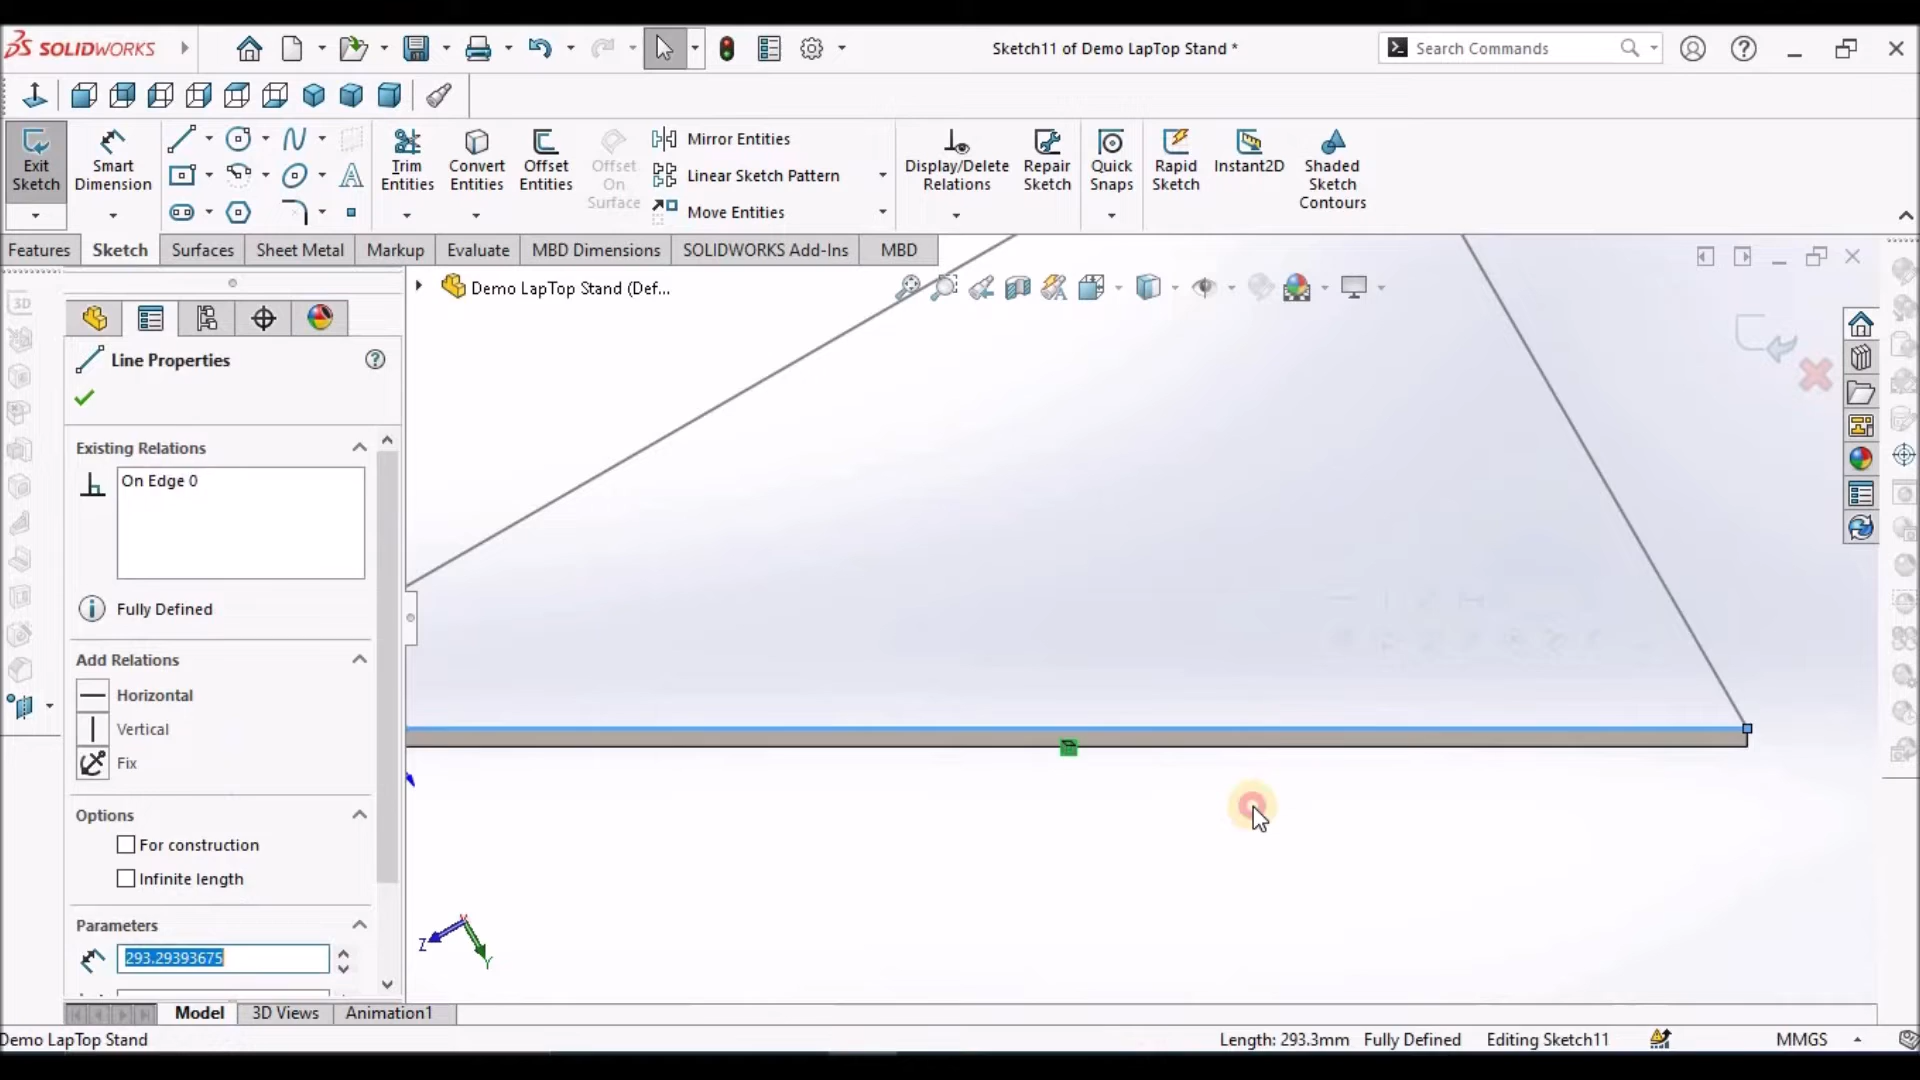 SOLIDWORKS
Sketch11 of Demo LapTop Stand *
Search Commands
Exit Sketch
Smart Dimension
Trim Entities
Convert Entities
Offset Entities
Offset On Surface
Mirror Entities
Linear Sketch Pattern
Move Entities
Display/Delete Relations
Repair Sketch
Quick Snaps
Rapid Sketch
Instant2D
Shaded Sketch Contours
Features
Sketch
Surfaces
Sheet Metal
Markup
Evaluate
MBD Dimensions
SOLIDWORKS Add-Ins
MBD
3D
Demo LapTop Stand (Def...
Line Properties
Existing Relations
On Edge 0
Fully Defined
Add Relations
Horizontal
Vertical
Fix
Options
For construction
Infinite length
Parameters
293.29393675
Z
Y
Model
3D Views
Animation1
Demo LapTop Stand
Length: 293.3mm
Fully Defined
Editing Sketch11
MMGS